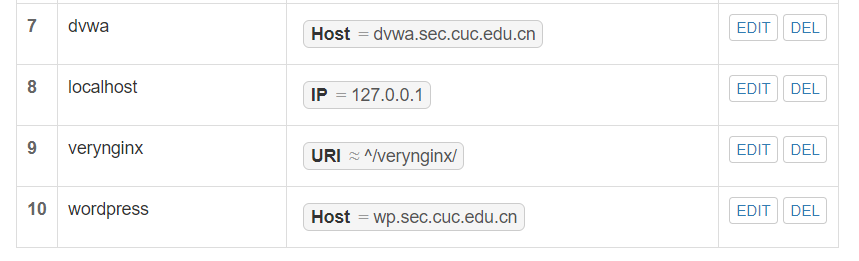 7 dvwa Host = dvwa.sec.cuc.edu.cn EDIT DEL
8 localhost IP = 127.0.0.1 EDIT DEL
9 verynginx URI ≈ ^/verynginx/ EDIT DEL
10 wordpress Host = wp.sec.cuc.edu.cn EDIT DEL